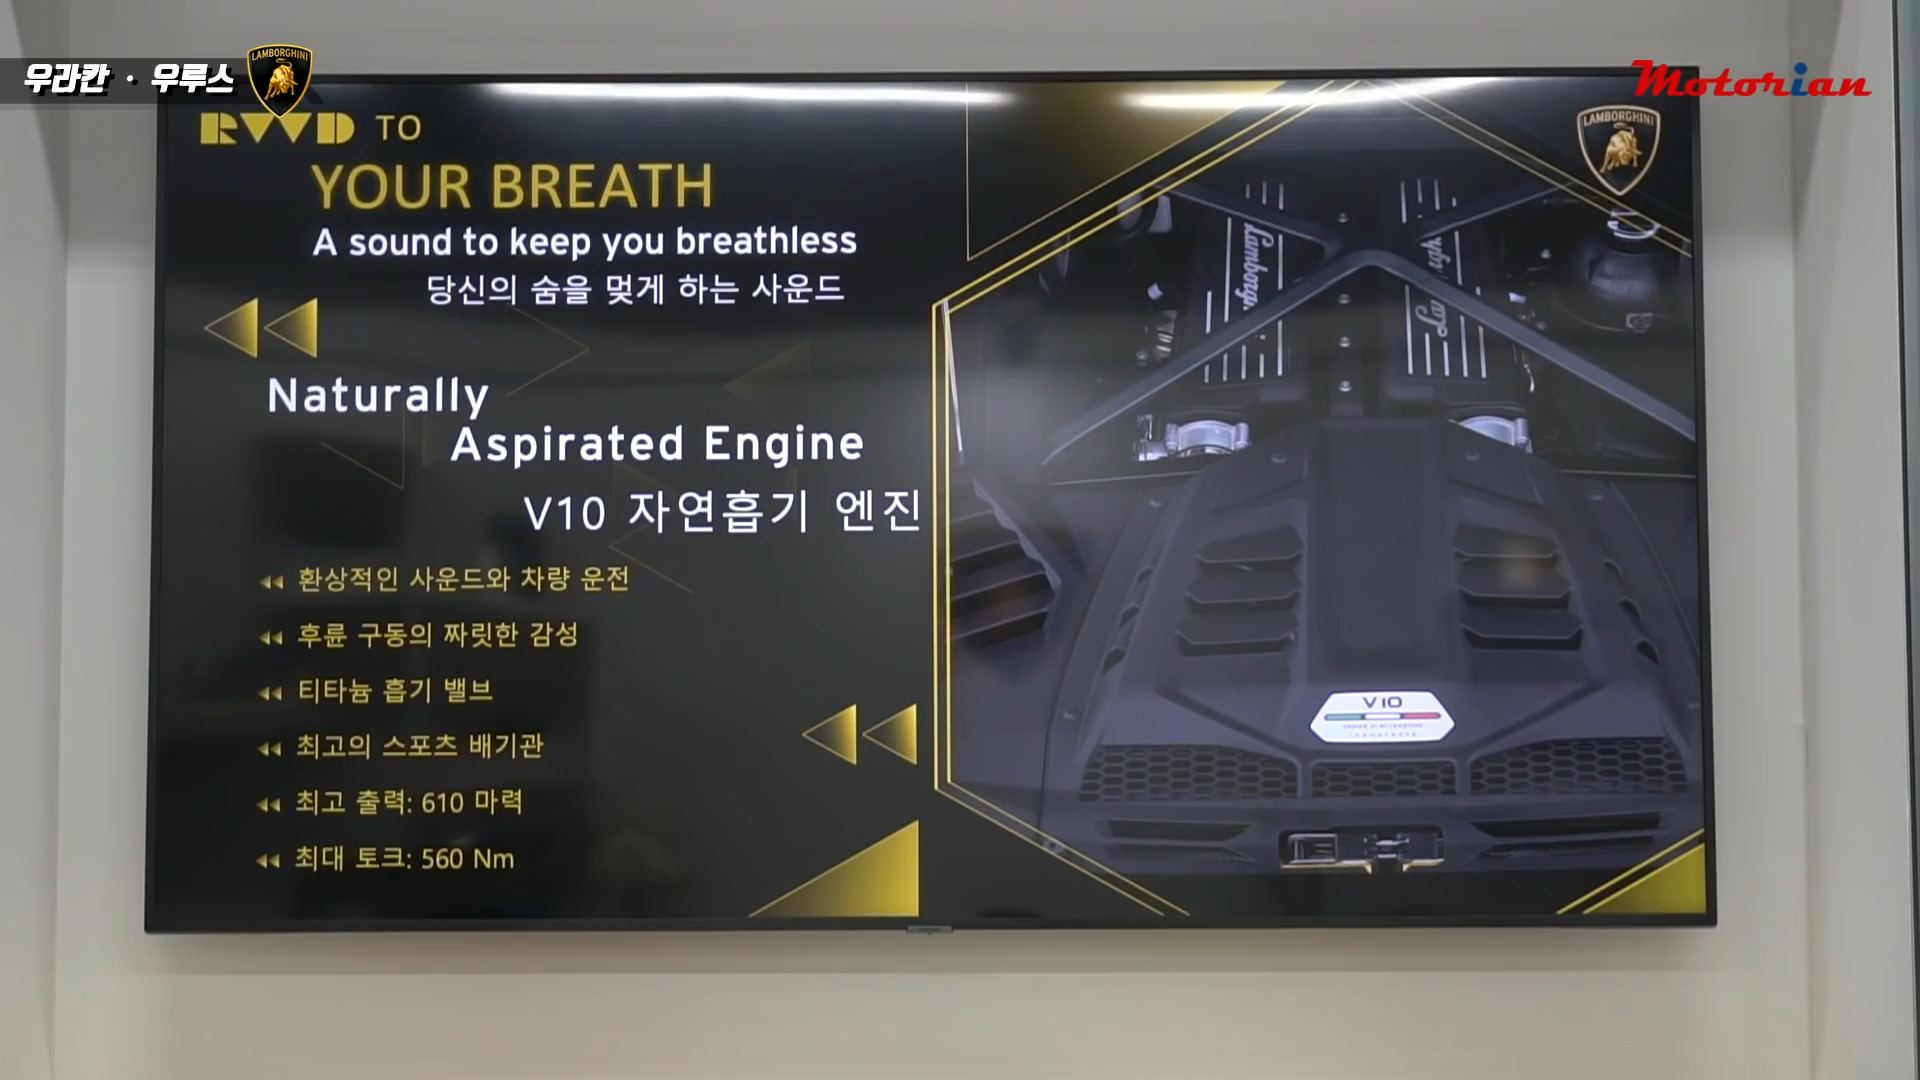 우라칸 · 우루스
LAMBORGHINI
Motorian
RWD TO
YOUR BREATH
A sound to keep you breathless
당신의 숨을 멎게 하는 사운드
Naturally
Aspirated Engine
V10 자연흡기 엔진
환상적인 사운드와 차량 운전
후륜 구동의 짜릿한 감성
티타늄 흡기 밸브
최고의 스포츠 배기관
최고 출력: 610 마력
최대 토크: 560 Nm
LAMBORGHINI
V10